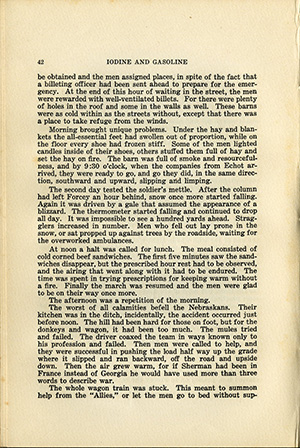 42 IODINE AND GASOLINE
be obtained and the men assigned places, in spite of the fact that
a billeting officer had been sent ahead to prepare for the emer-
gency. At the end of this hour of waiting in the street, the men
were rewarded with well-ventilated billets. For there were plenty
of holes in the roof and some in the walls as well. These barns
were as cold within as the streets without, except that there was
a place to take refuge from the winds.
Morning brought unique problems. Under the hay and blan-
kets the all-essential feet had swollen out of proportion, while on
the floor every shoe had frozen stiff. Some of the men lighted
candles inside of their shoes, others stuffed them full of hay and
set the hay on fire. The barn was full of smoke and resourceful-
ness, and by 9:30 o'clock, when the companies from Echot ar-
rived, they were ready to go, and go they did, in the same direc-
tion, southward and upward, slipping and limping.
The second day tested the soldier's mettle. After the column
had left Forcey an hour behind, snow once more started falling.
Again it was driven by a gale that assumed the appearance of a
blizzard. The thermometer started falling and continued to drop
all day. It was impossible to see a hundred yards ahead. Strag-
glers increased in number. Men who fell out lay prone in the
snow, or sat propped up against trees by the roadside, waiting for
the overworked ambulances.
At noon a halt was called for lunch. The meal consisted of
cold corned beef sandwiches. The first five minutes saw the sand-
wiches disappear, but the prescribed hour rest had to be observed,
and the airing that went along with it had to be endured. The
time was spent in trying prescriptions for keeping warm without
a fire. Finally the march was resumed and the men were glad
to be on their way once more.
The afternoon was a repetition of the morning.
The worst of all calamities befell the Nebraskans. Their
kitchen was in the ditch, incidentally, the accident occurred just
before noon. The hill had been hard for those on foot, but for the
donkeys and wagon, it had been too much. The mules tried
and failed. The driver coaxed the team in ways known only to
his profession and failed. Then men were called to help, and
they were successful in pushing the load half way up the grade
where it slipped and ran backward, off the road and upside
down. Then the air grew warm, for if Sherman had been in
France instead of Georgia he would have used more than three
words to describe war.
The whole wagon train was stuck. This meant to summon
help from the "Allies," or let the men go to bed without sup-